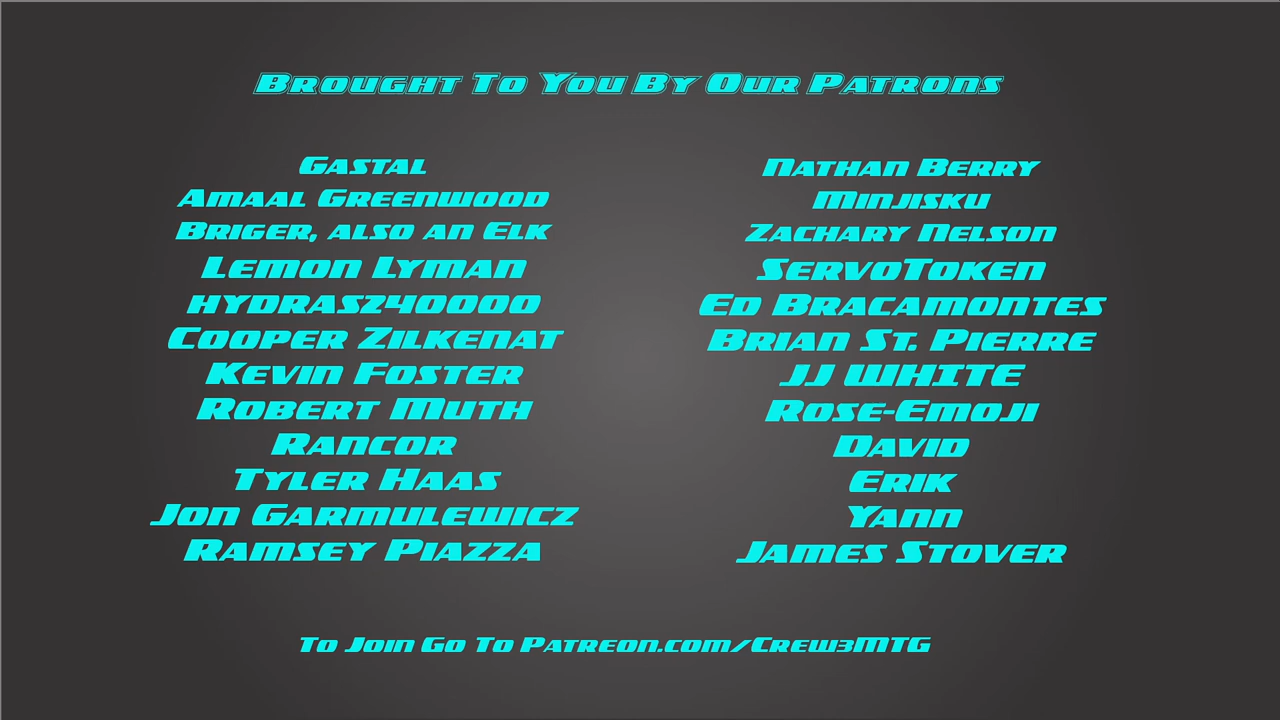 Brought To You By Our Patrons
Gastal
Amaal Greenwood
Briger, also an Elk
Lemon Lyman
hydras240000
Cooper Zilkenat
Kevin Foster
Robert Muth
Rancor
Tyler Haas
Jon Garmulewicz
Ramsey Piazza
Nathan Berry
Minjisku
Zachary Nelson
ServoToken
Ed Bracamontes
Brian St. Pierre
JJ WHITE
Rose-Emoji
David
Erik
Yann
James Stover
To Join Go To Patreon.com/Crew3MTG